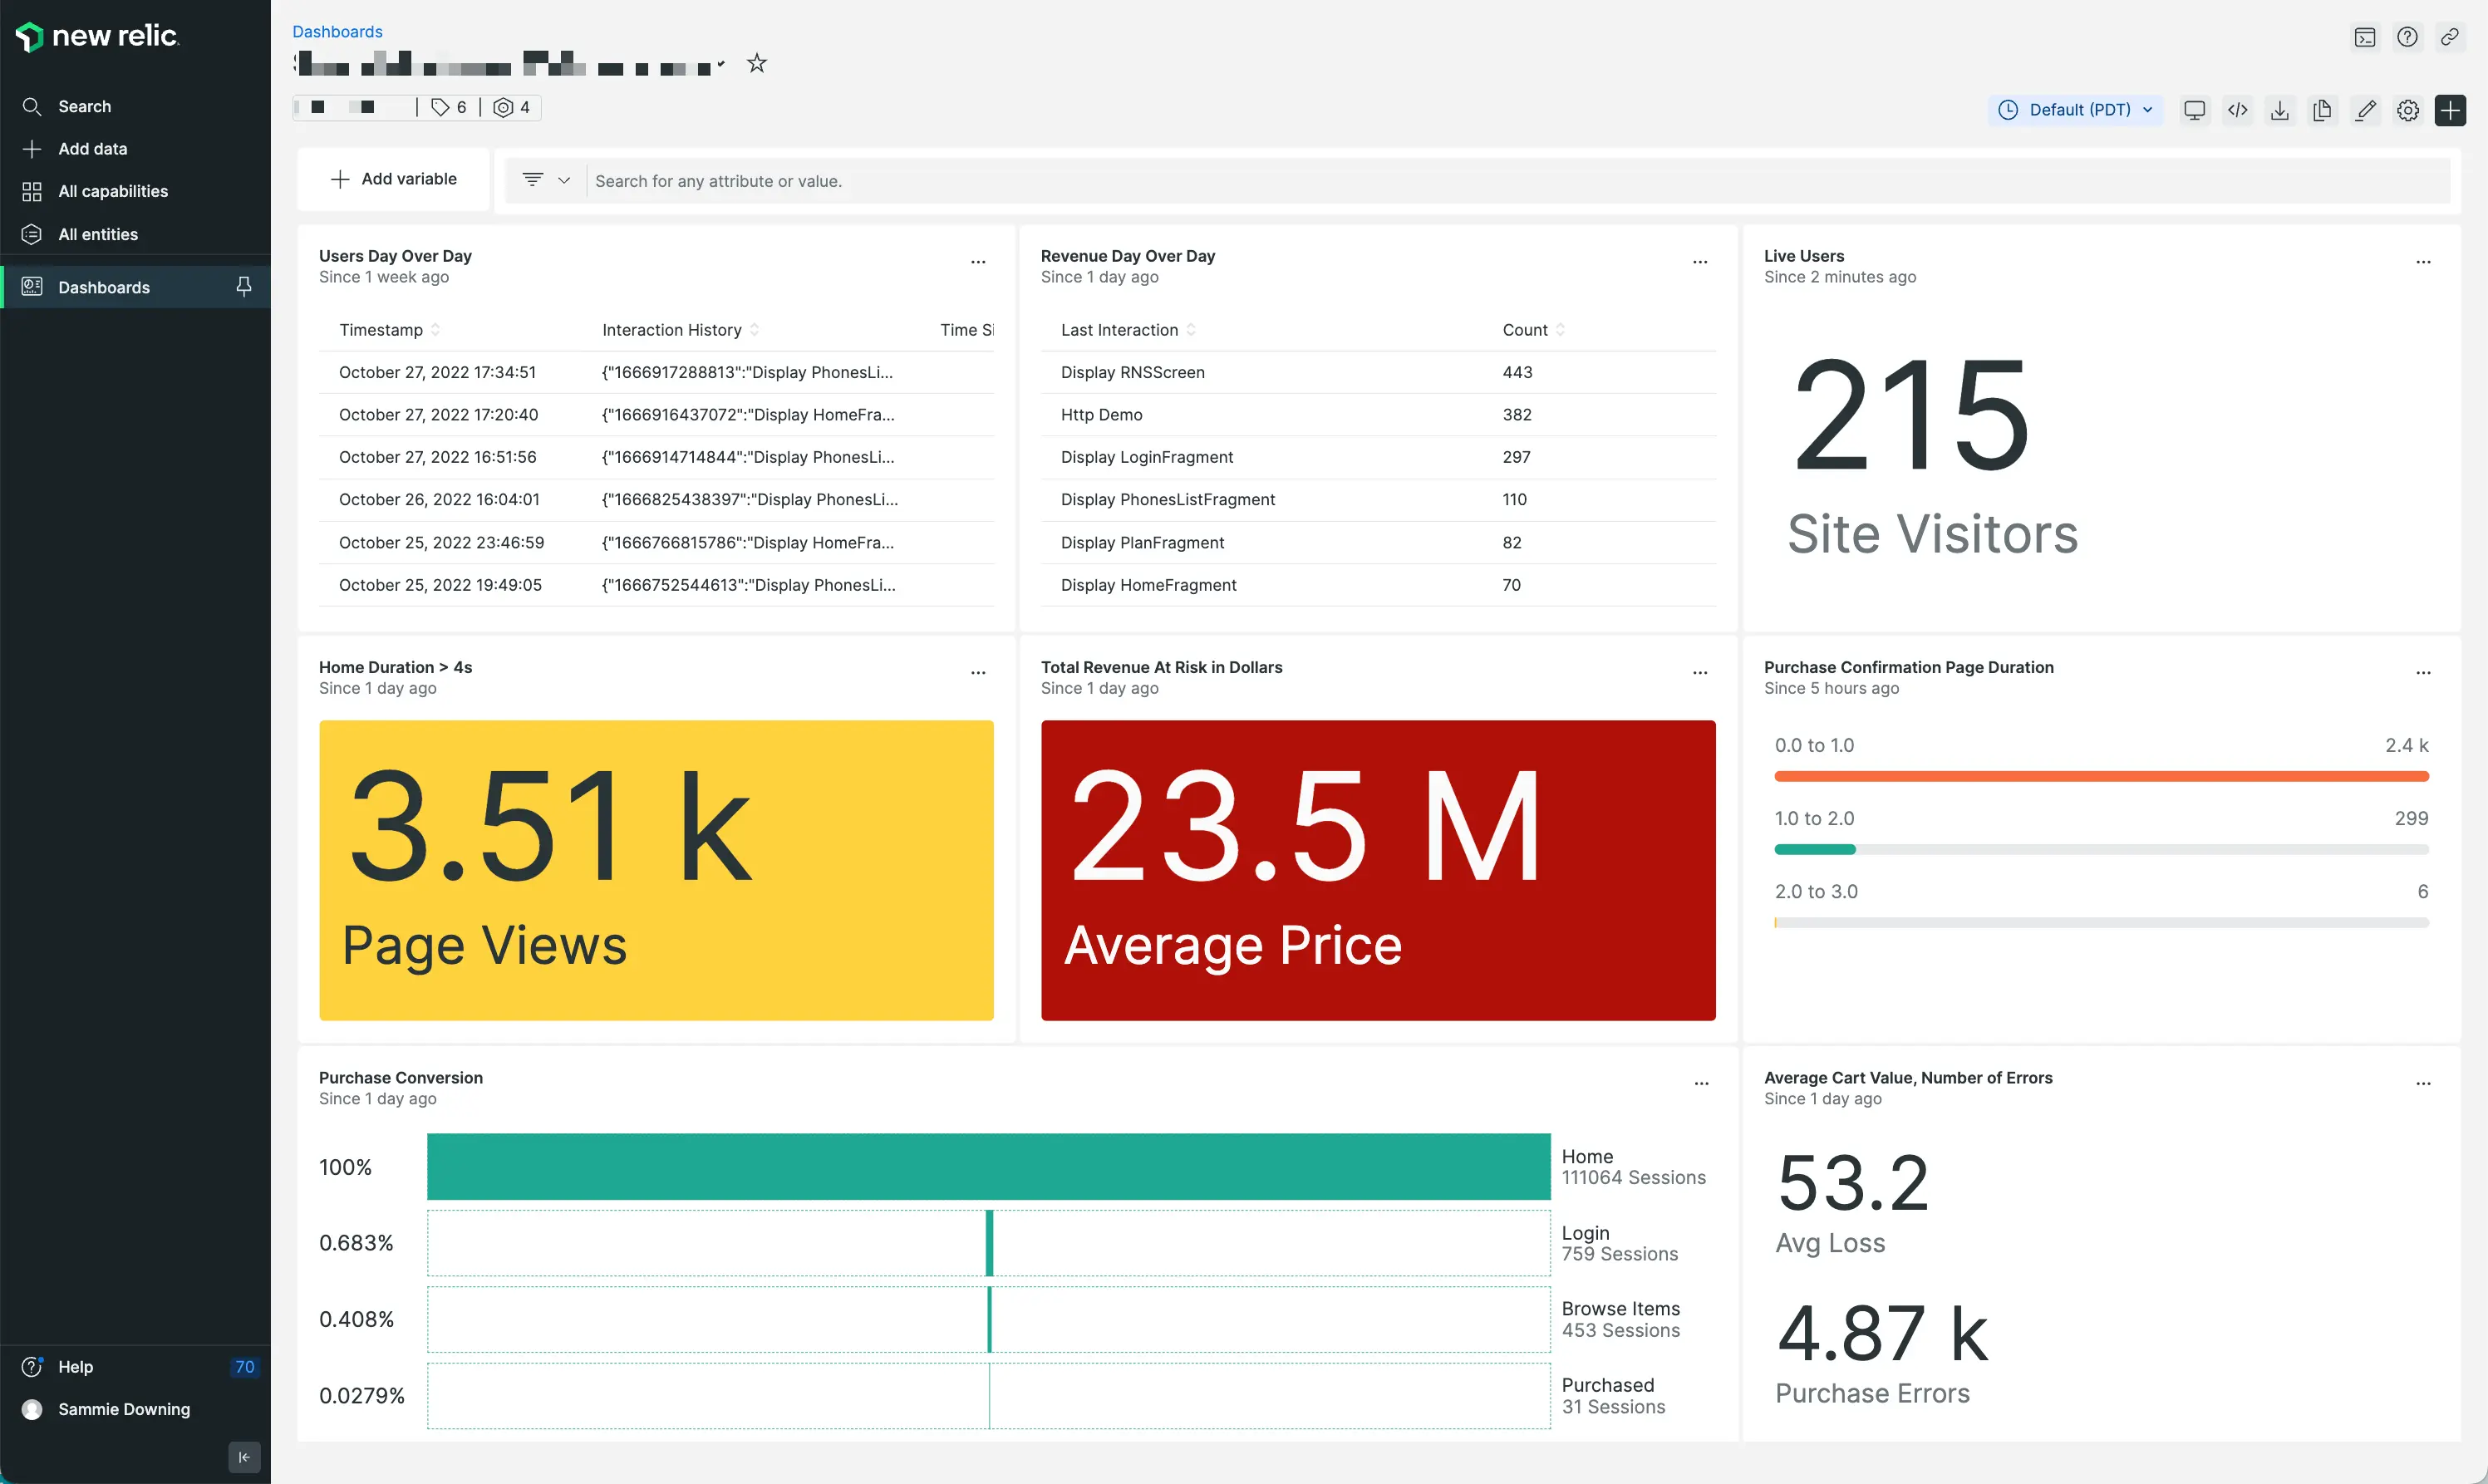 new relic.
Search
Add data
All capabilities
All entities
Dashboards
Help 70
Sammie Downing
Dashboards
6 | 4
Default (PDT)
Add variable
Search for any attribute or value.
Users Day Over Day
Since 1 week ago
Timestamp Interaction History Time Si
October 27, 2022 17:34:51 {"1666917288813":"Display PhonesLi...
October 27, 2022 17:20:40 {"1666916437072":"Display HomeFra...
October 27, 2022 16:51:56 {"1666914714844":"Display PhonesLi...
October 26, 2022 16:04:01 {"1666825438397":"Display PhonesLi...
October 25, 2022 23:46:59 {"1666766815786":"Display HomeFra...
October 25, 2022 19:49:05 {"1666752544613":"Display PhonesLi...
Revenue Day Over Day
Since 1 day ago
Last Interaction Count
Display RNSScreen 443
Http Demo 382
Display LoginFragment 297
Display PhonesListFragment 110
Display PlanFragment 82
Display HomeFragment 70
Live Users
Since 2 minutes ago
215
Site Visitors
Home Duration > 4s
Since 1 day ago
3.51 k
Page Views
Total Revenue At Risk in Dollars
Since 1 day ago
23.5 M
Average Price
Purchase Confirmation Page Duration
Since 5 hours ago
0.0 to 1.0 2.4 k
1.0 to 2.0 299
2.0 to 3.0 6
Purchase Conversion
Since 1 day ago
100% Home
111064 Sessions
0.683% Login
759 Sessions
0.408% Browse Items
453 Sessions
0.0279% Purchased
31 Sessions
Average Cart Value, Number of Errors
Since 1 day ago
53.2
Avg Loss
4.87 k
Purchase Errors